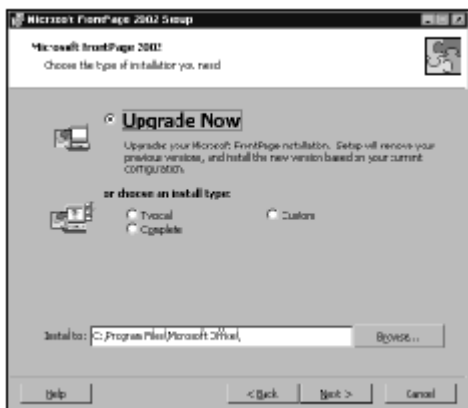 Microsoft FrontPage 2002 Setup
Microsoft FrontPage 2002
Choose the type of installation you need
Upgrade Now
Upgrades your Microsoft FrontPage installation. Setup will remove your
previous versions, and install the new version based on your current
configuration.
or choose an install type:
Typical
Custom
Complete
Install to: C:\Program Files\Microsoft Office\
Browse...
Help
< Back
Next >
Cancel